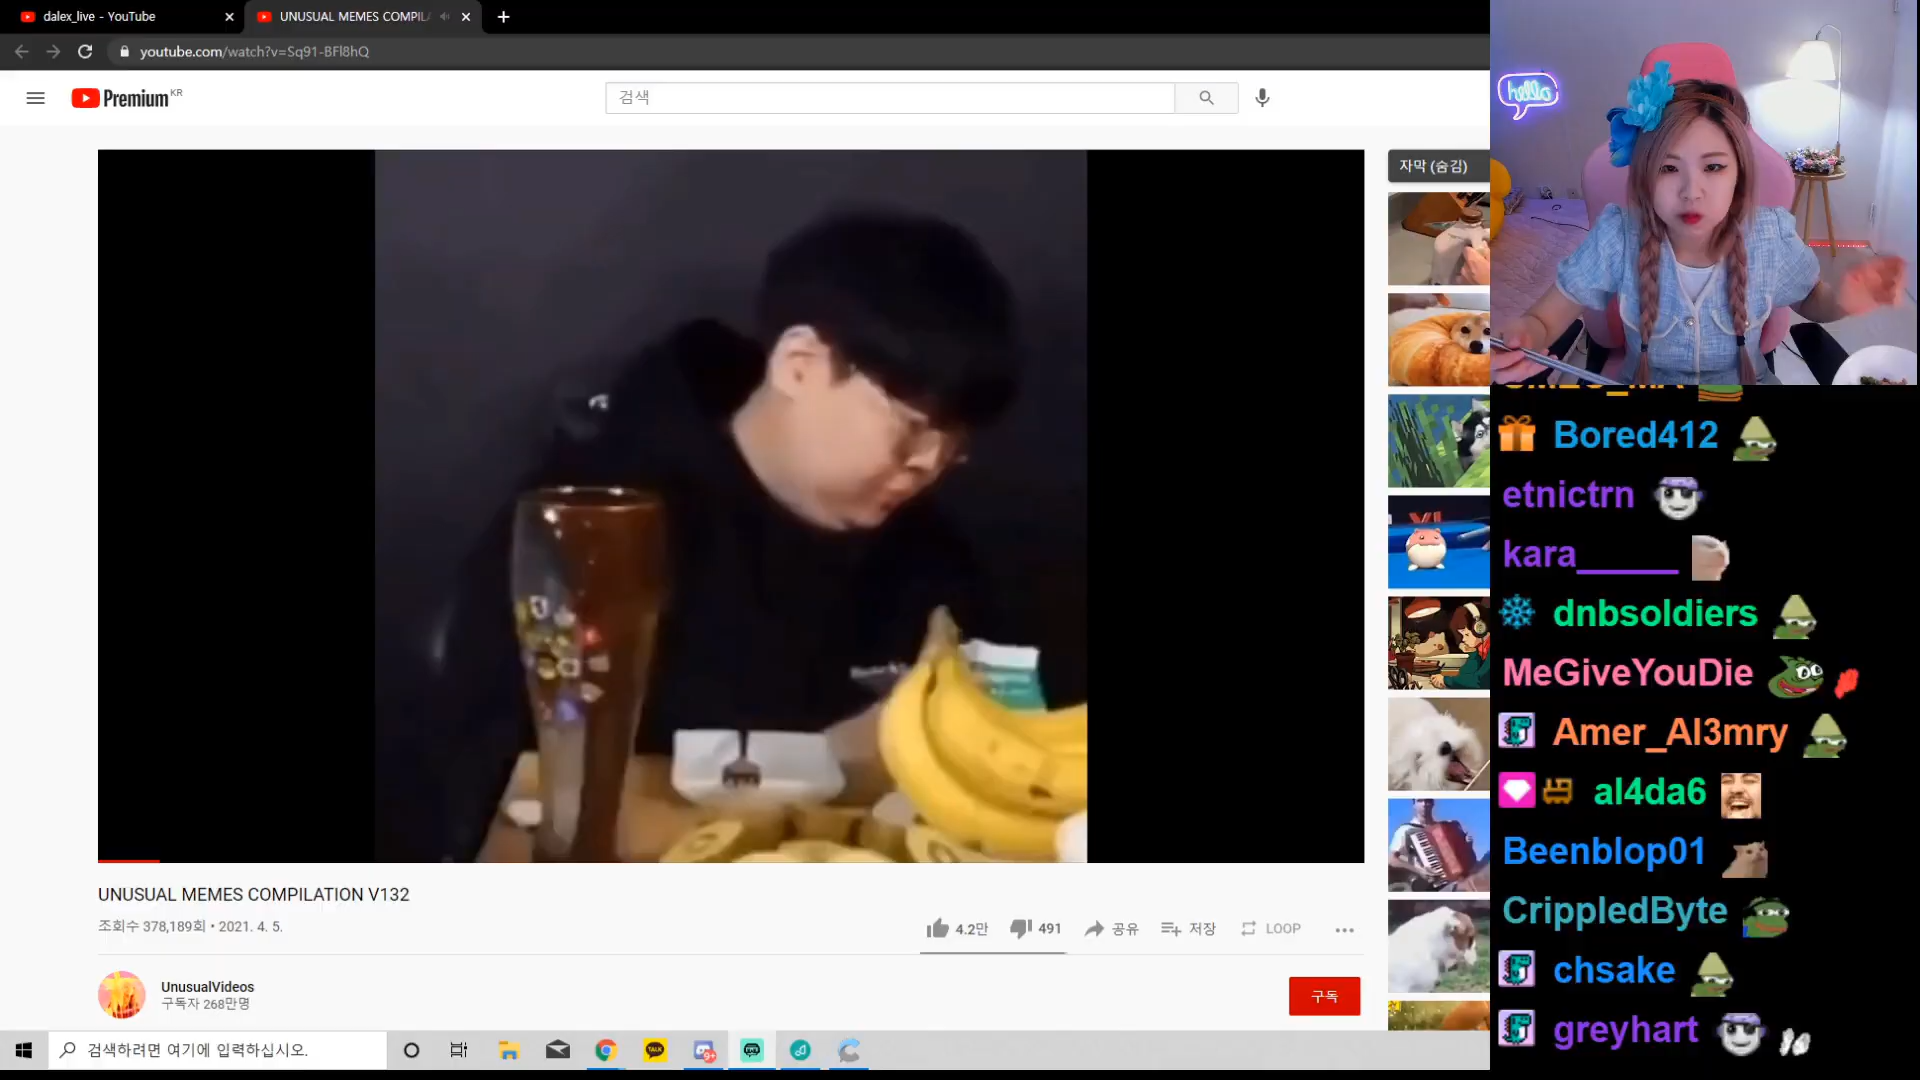 dalex_live - YouTube
UNUSUAL MEMES COMPIL
youtube.com/watch?v=Sq91-BFl8hQ
Premium KR
검색
hello
자막 (숨김)
Bored412
etnictrn
kara______
dnbsoldiers
MeGiveYouDie
Amer_Al3mry
al4da6
Beenblop01
CrippledByte
chsake
greyhart
UNUSUAL MEMES COMPILATION V132
조회수 378,189회 • 2021. 4. 5.
4.2만 491 공유 저장 LOOP
UnusualVideos
구독자 268만명
구독
검색하려면 여기에 입력하십시오.
TALK
9+